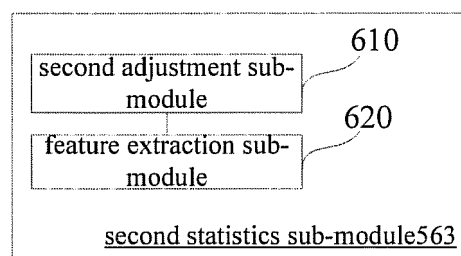 610
second adjustment sub-
module
620
feature extraction sub-
module
second statistics sub-module563